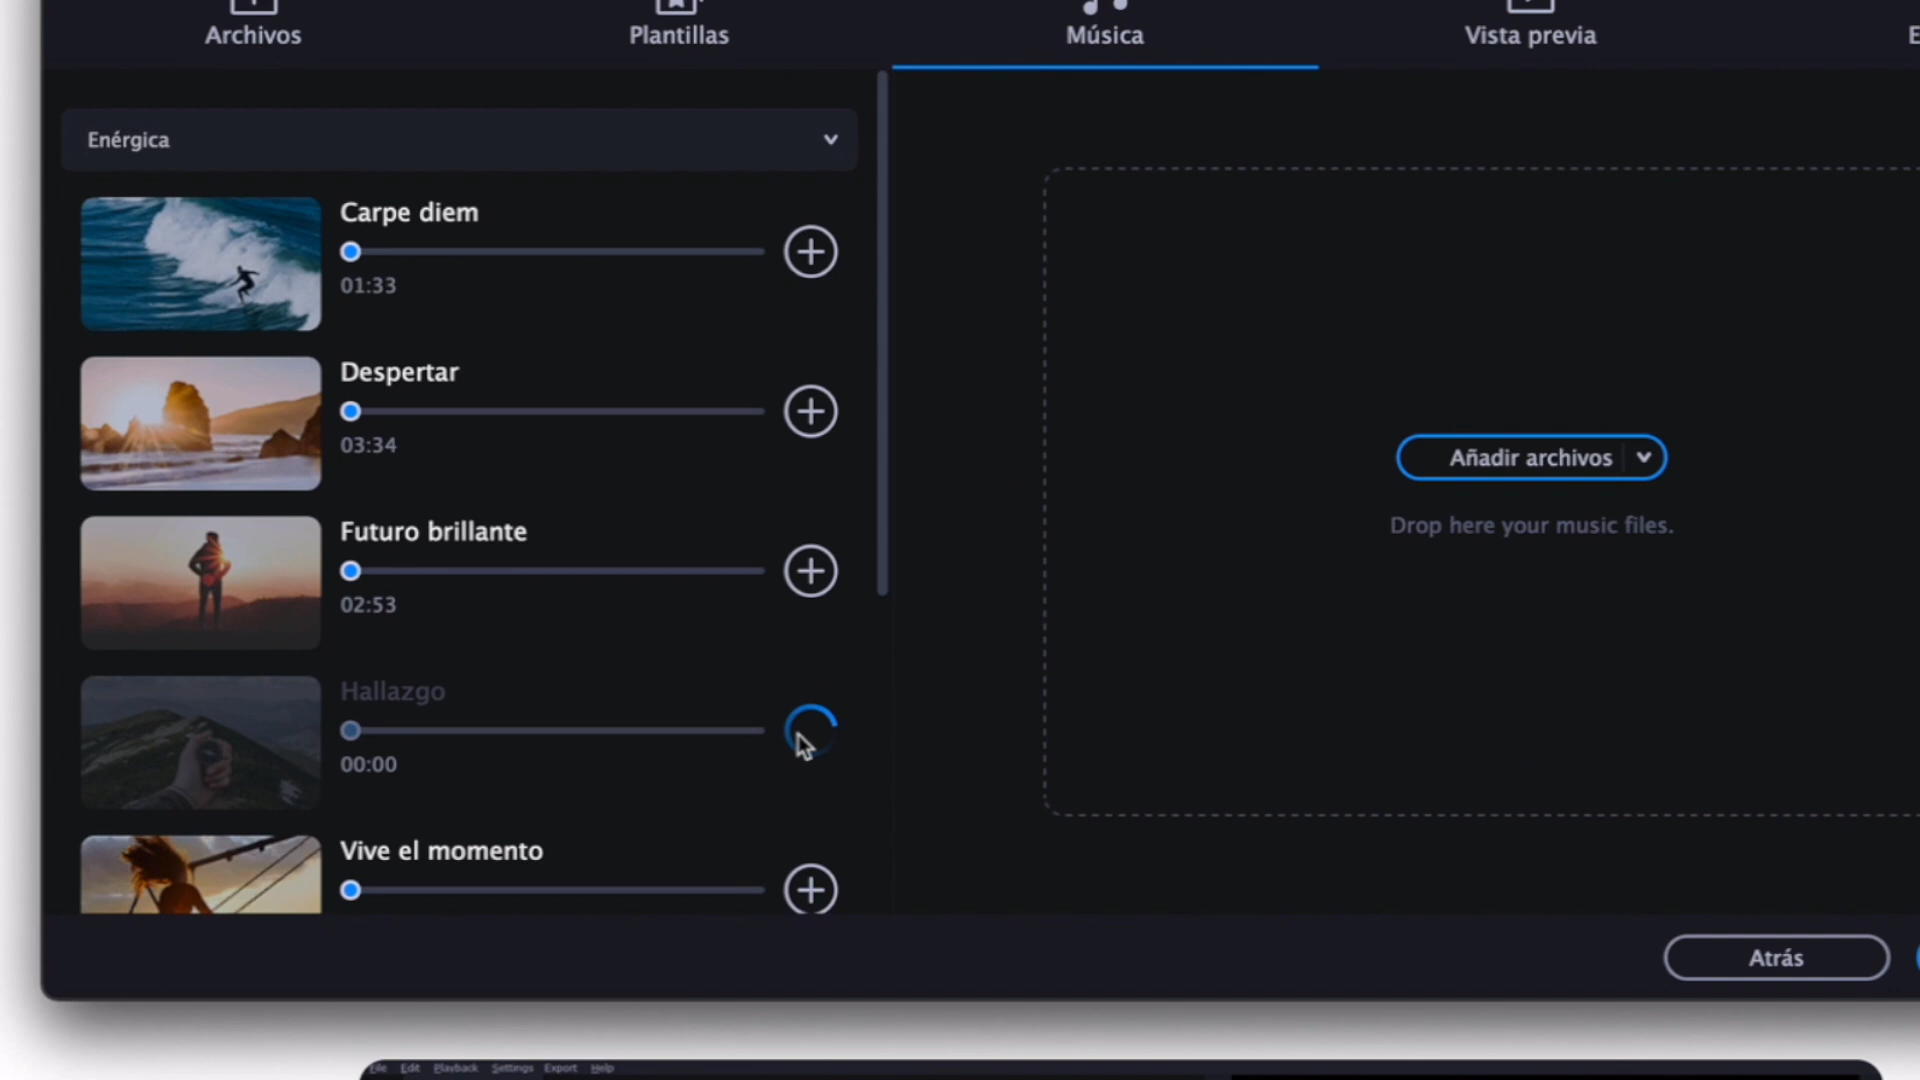 Archivos
Plantillas
Música
Vista previa
Enérgica
Carpe diem
01:33
Despertar
03:34
Futuro brillante
02:53
Hallazgo
00:00
Vive el momento
Añadir archivos
Drop here your music files.
Atrás
File Edit Playback Settings Export Help